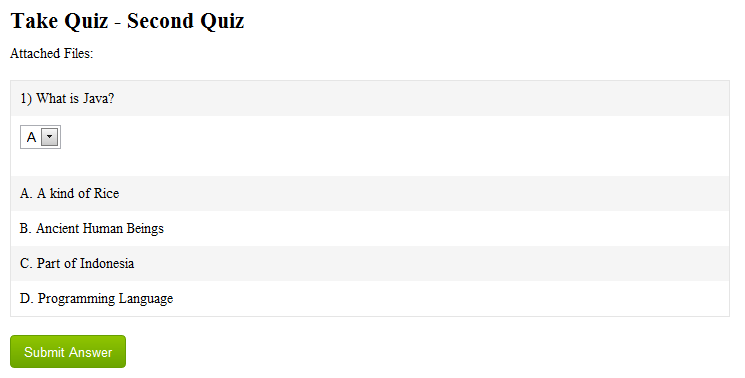 Take Quiz - Second Quiz
Attached Files:
1) What is Java?
A
A. A kind of Rice
B. Ancient Human Beings
C. Part of Indonesia
D. Programming Language
Submit Answer